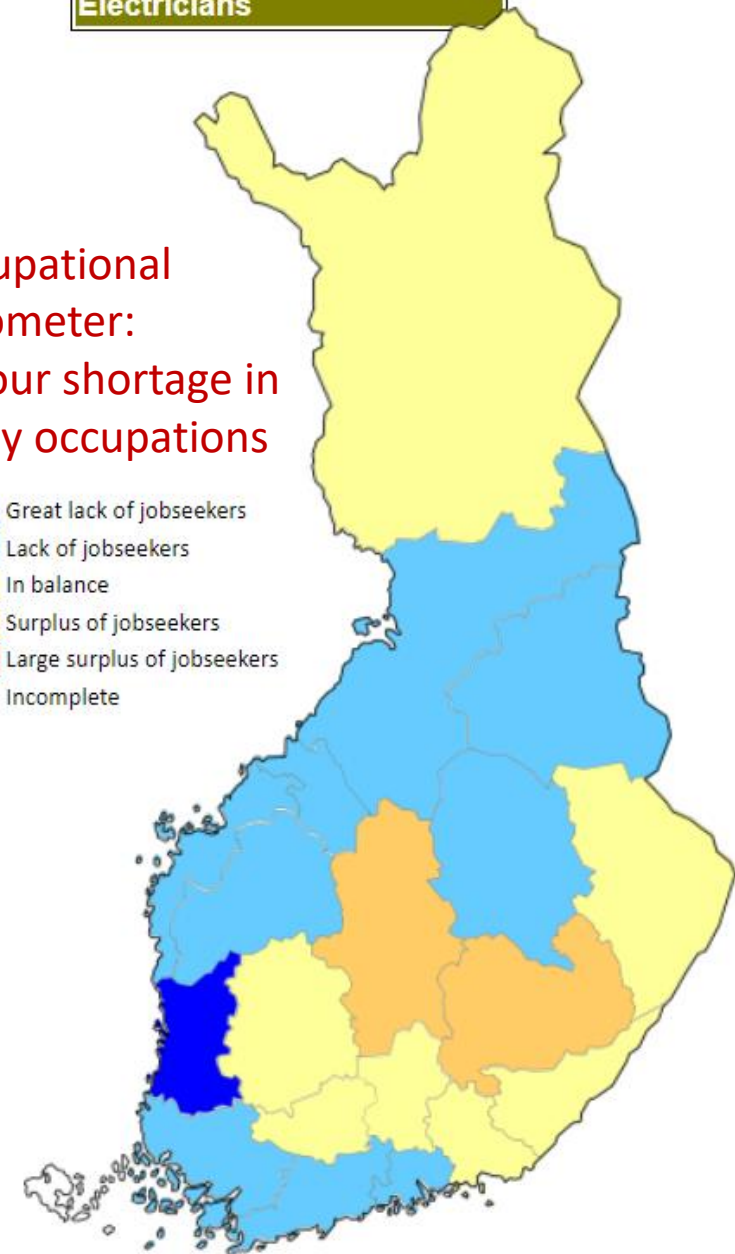 Electricians
upational
ometer:
our shortage in
y occupations
Great lack of jobseekers
Lack of jobseekers
In balance
Surplus of jobseekers
Large surplus of jobseekers
Incomplete